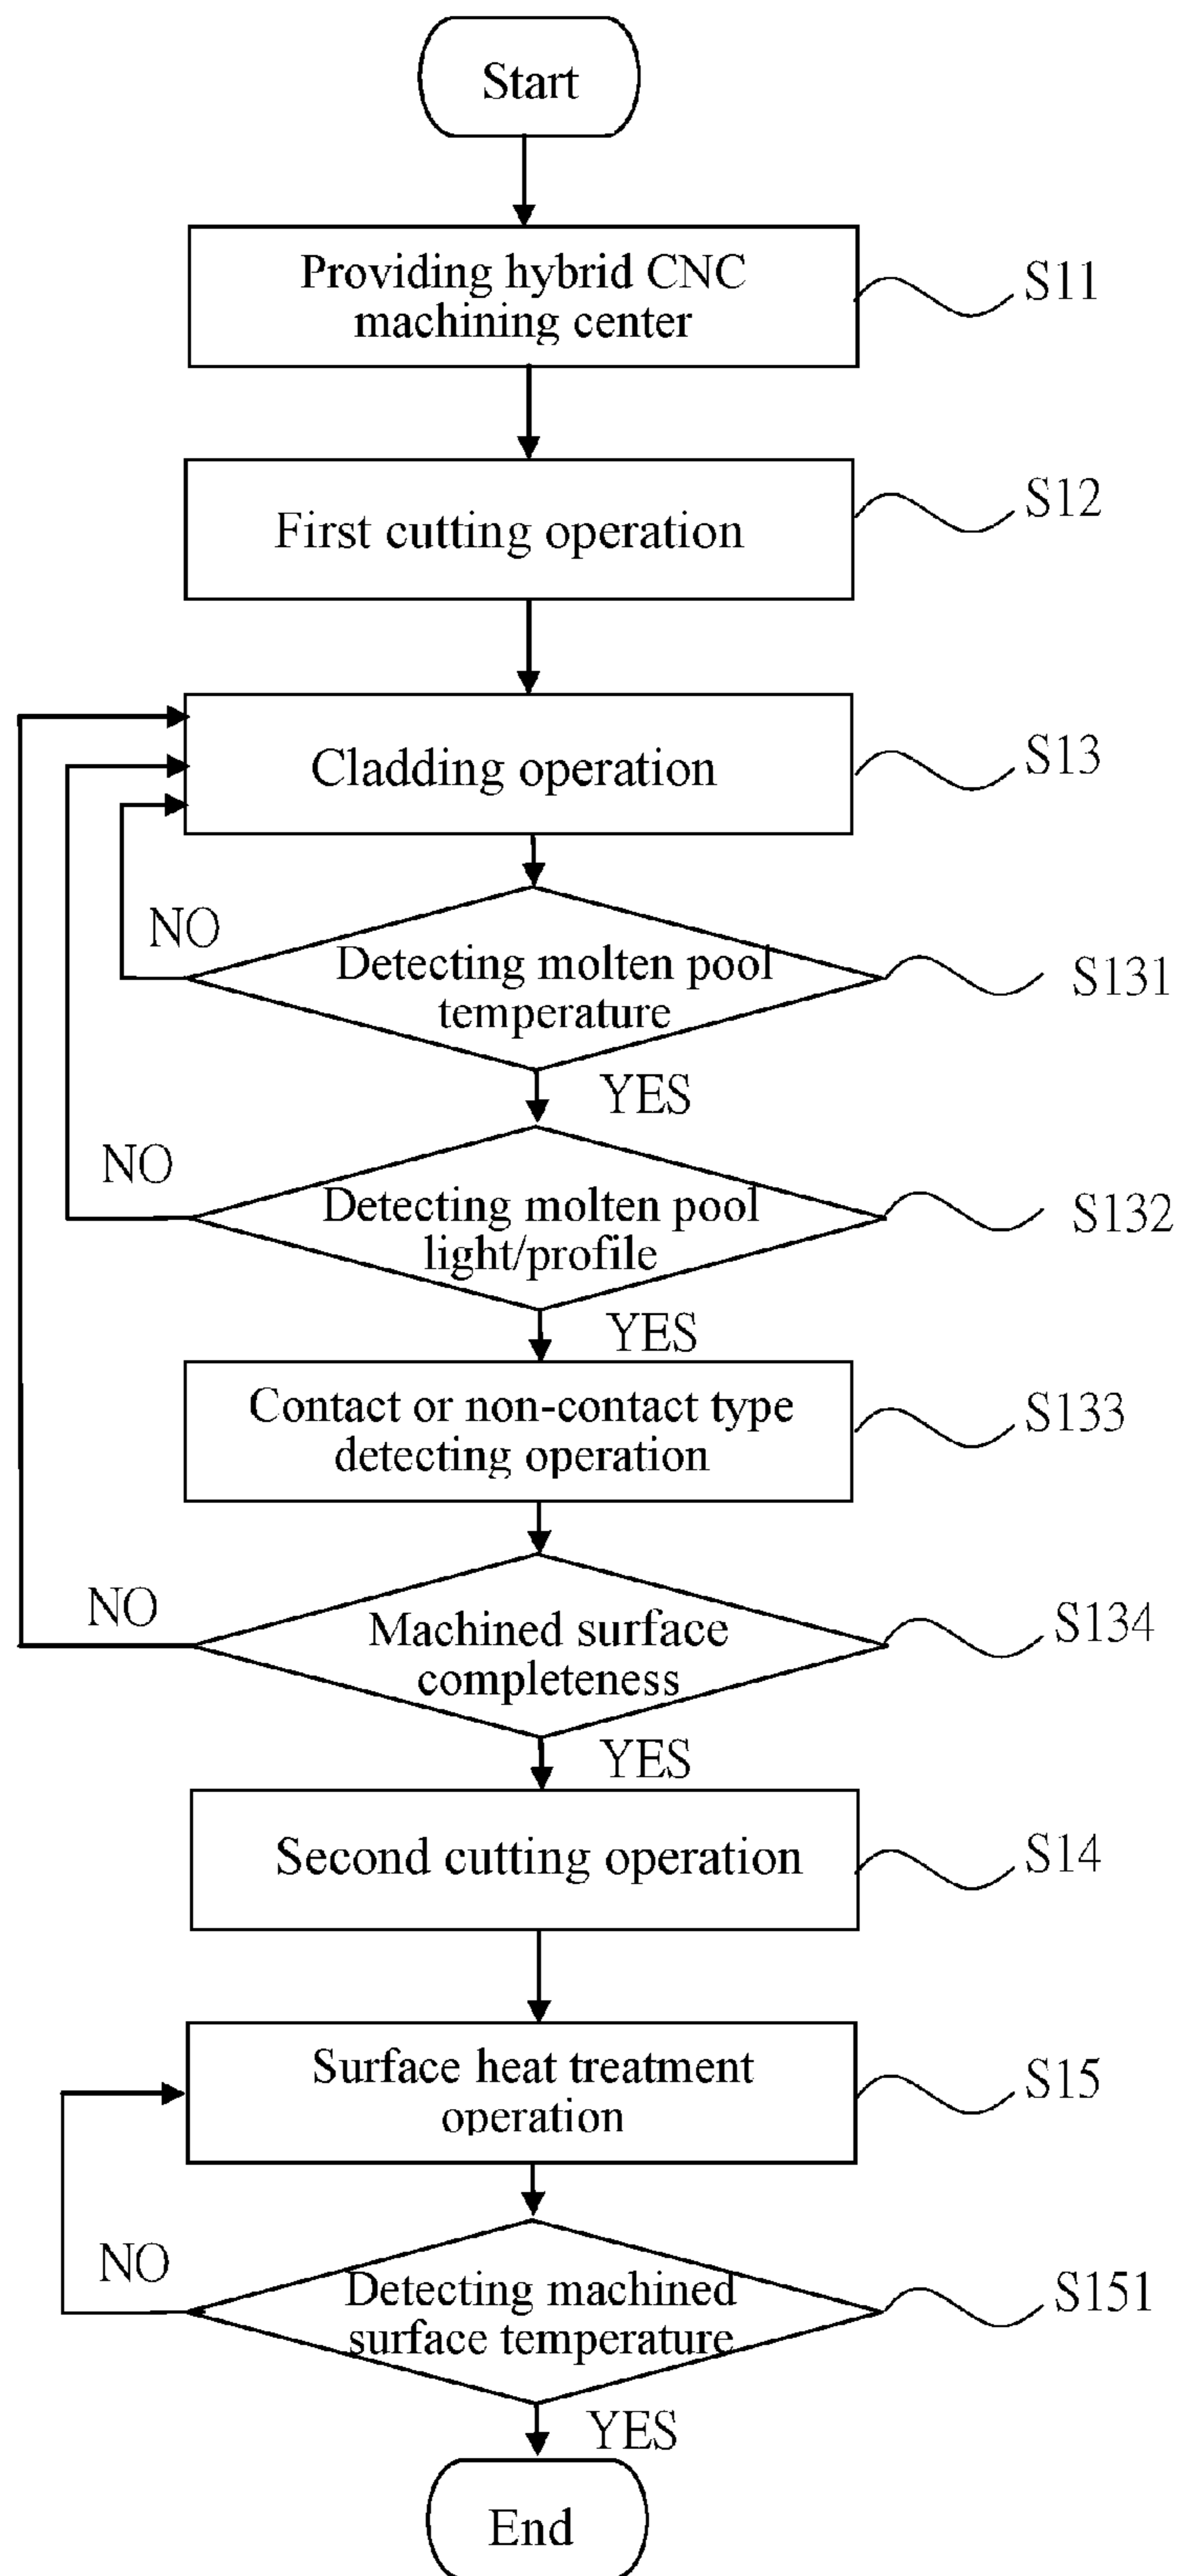 Start
Providing hybrid CNC
machining center
S11
First cutting operation
S12
Cladding operation
S13
NO
Detecting molten pool
temperature
S131
YES
NO
Detecting molten pool
light/profile
S132
YES
Contact or non-contact type
detecting operation
S133
NO
Machined surface
completeness
S134
YES
Second cutting operation
S14
Surface heat treatment
operation
S15
NO
Detecting machined
surface temperature
S151
YES
End